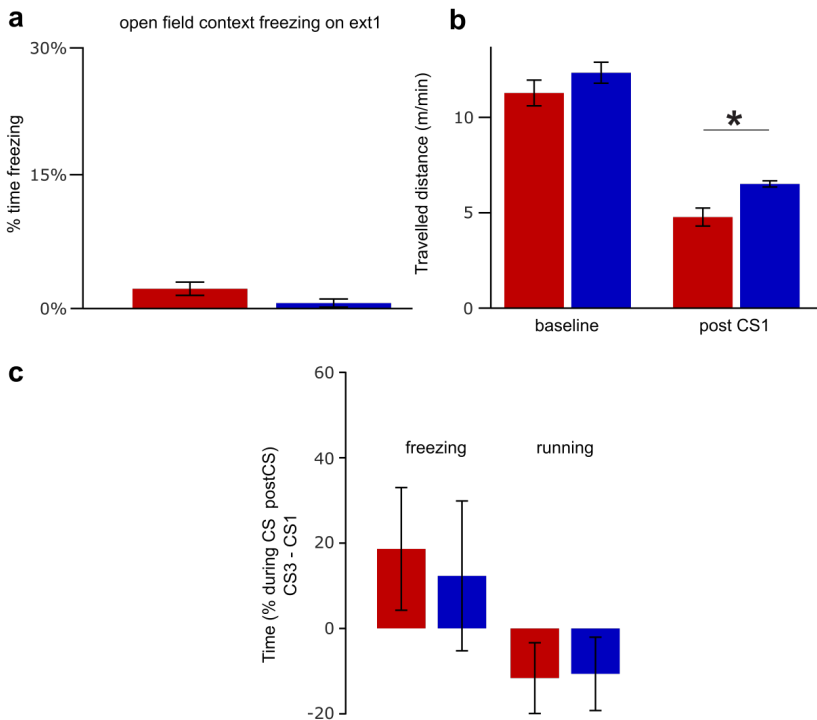 a
open field context freezing on ext1
30%
15%
0%
% time freezing
b
10
5
0
Travelled distance (m/min)
*
baseline
post CS1
c
60
40
20
0
-20
Time (% during CS postCS)
CS3 - CS1
freezing
running